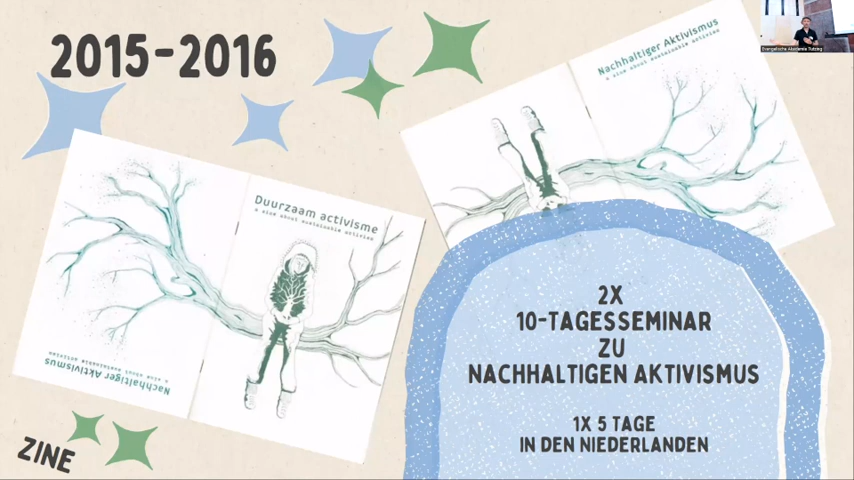 2015-2016
Evangelische Akademie Tutzing
Nachhaltiger Aktivismus
a zine about sustainable activism
Duurzaam activisme
a zine about sustainable activism
Nachhaltiger Aktivismus
a zine about sustainable activism
2X
10-TAGESSEMINAR
ZU
NACHHALTIGEN AKTIVISMUS
1X 5 TAGE
IN DEN NIEDERLANDEN
ZINE